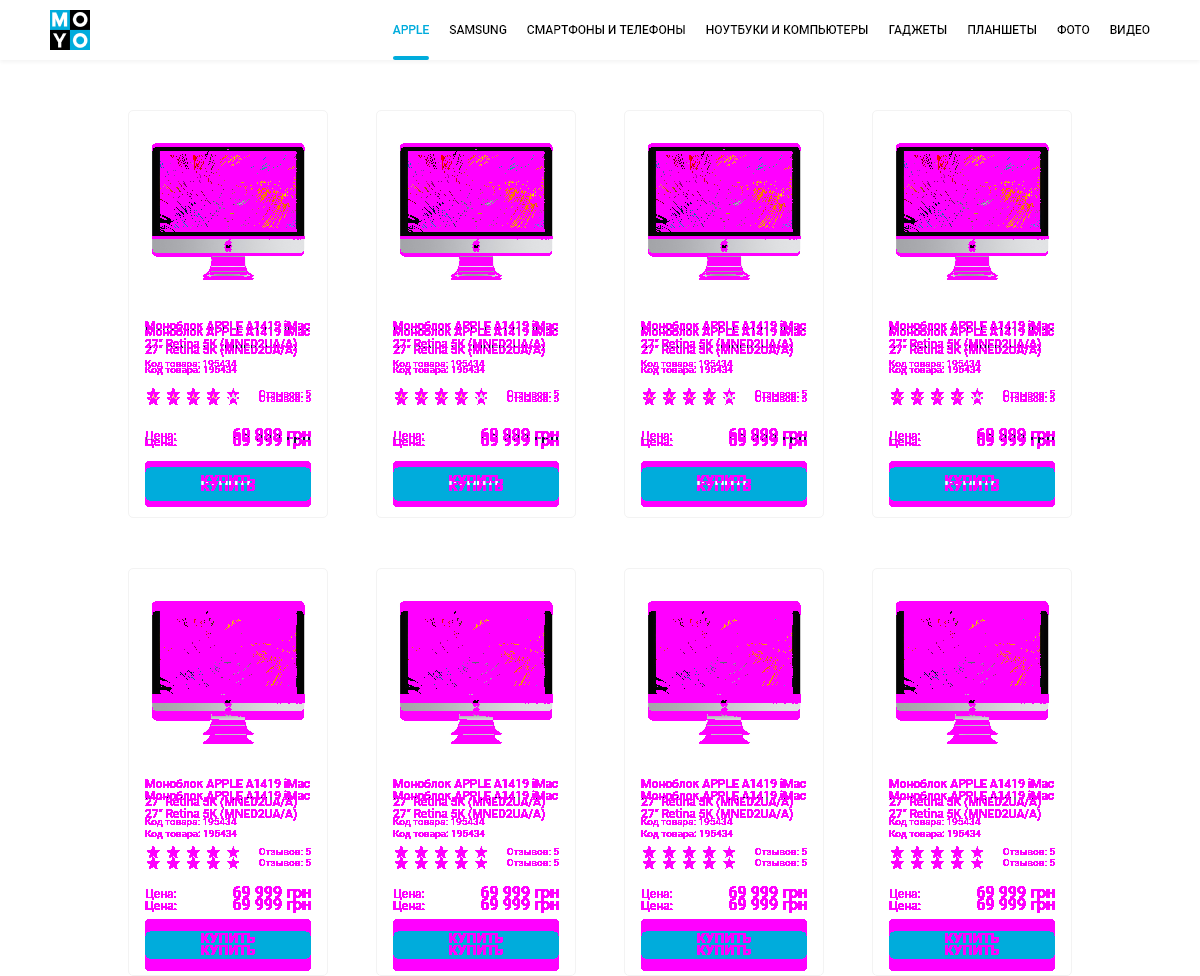 MO
YO
APPLE
SAMSUNG
СМАРТФОНЫ И ТЕЛЕФОНЫ
НОУТБУКИ И КОМПЬЮТЕРЫ
ГАДЖЕТЫ
ПЛАНШЕТЫ
ФОТО
ВИДЕО
Моноблок APPLE A1419 iMac
27” Retina 5K (MNED2UA/A)
Код товара: 195434
Отзывов: 5
Цена: 69 999 грн
КУПИТЬ
Моноблок APPLE A1419 iMac
27” Retina 5K (MNED2UA/A)
Код товара: 195434
Отзывов: 5
Цена: 69 999 грн
КУПИТЬ
Моноблок APPLE A1419 iMac
27” Retina 5K (MNED2UA/A)
Код товара: 195434
Отзывов: 5
Цена: 69 999 грн
КУПИТЬ
Моноблок APPLE A1419 iMac
27” Retina 5K (MNED2UA/A)
Код товара: 195434
Отзывов: 5
Цена: 69 999 грн
КУПИТЬ
Моноблок APPLE A1419 iMac
27” Retina 5K (MNED2UA/A)
Код товара: 195434
Отзывов: 5
Цена: 69 999 грн
КУПИТЬ
Моноблок APPLE A1419 iMac
27” Retina 5K (MNED2UA/A)
Код товара: 195434
Отзывов: 5
Цена: 69 999 грн
КУПИТЬ
Моноблок APPLE A1419 iMac
27” Retina 5K (MNED2UA/A)
Код товара: 195434
Отзывов: 5
Цена: 69 999 грн
КУПИТЬ
Моноблок APPLE A1419 iMac
27” Retina 5K (MNED2UA/A)
Код товара: 195434
Отзывов: 5
Цена: 69 999 грн
КУПИТЬ